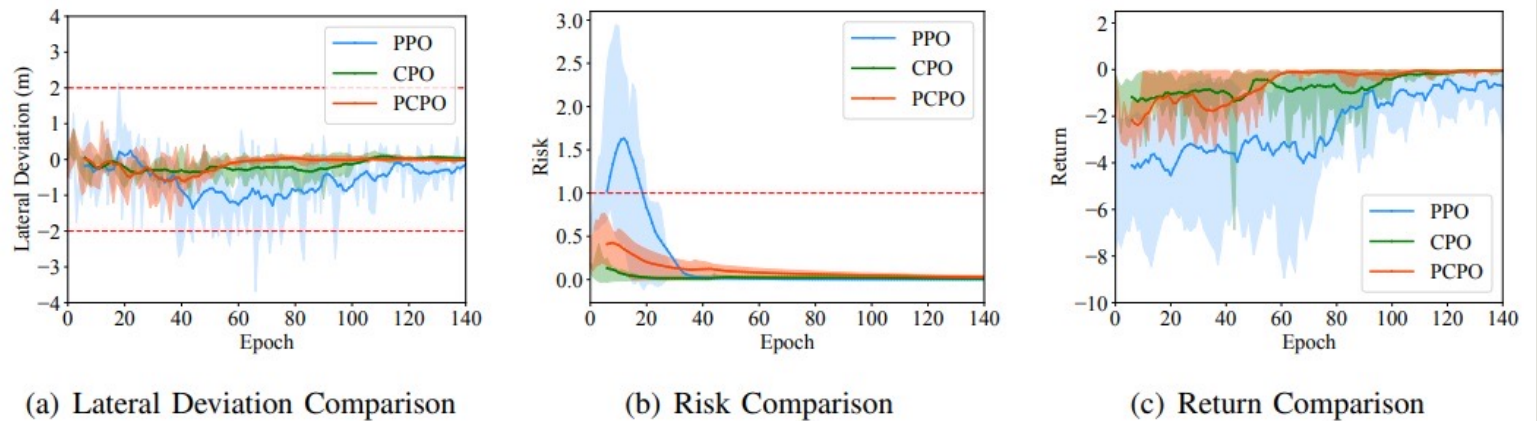 4
3
2
1
0
−1
−2
−3
−4
Lateral Deviation (m)
PPO
CPO
PCPO
0 20 40 60 80 100 120 140
Epoch
(a) Lateral Deviation Comparison
3.0
2.5
2.0
1.5
1.0
0.5
0.0
Risk
PPO
CPO
PCPO
0 20 40 60 80 100 120 140
Epoch
(b) Risk Comparison
2
0
−2
−4
−6
−8
−10
Return
PPO
CPO
PCPO
0 20 40 60 80 100 120 140
Epoch
(c) Return Comparison